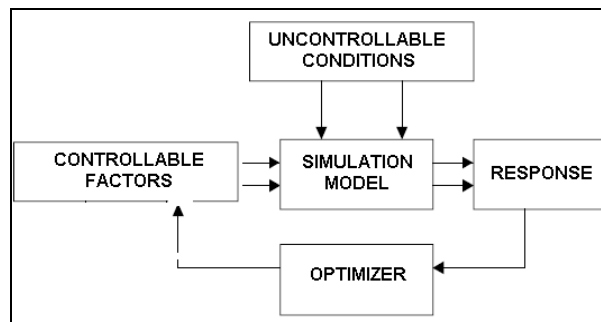 UNCONTROLLABLE
CONDITIONS
CONTROLLABLE
FACTORS
SIMULATION
MODEL
RESPONSE
OPTIMIZER